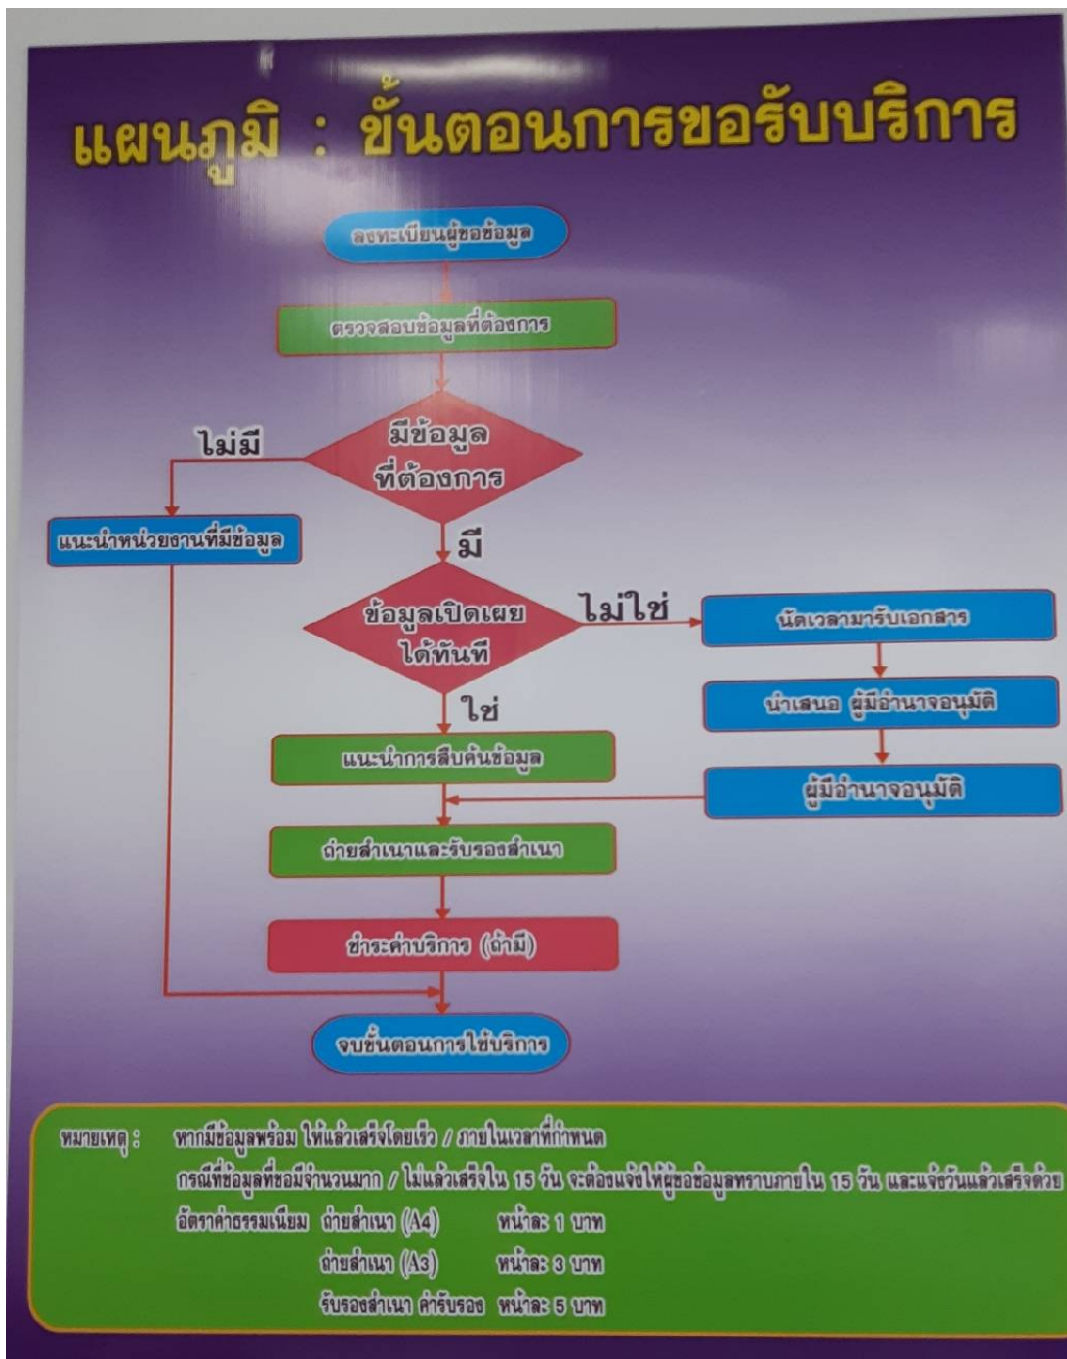 แผนภูมิ : ขั้นตอนการขอรับบริการ
ลงทะเบียนผู้ขอข้อมูล
ตรวจสอบข้อมูลที่ต้องการ
มีข้อมูล
ที่ต้องการ
ไม่มี
แนะนำหน่วยงานที่มีข้อมูล
มี
ข้อมูลเปิดเผย
ได้ทันที
ไม่ใช่
นัดเวลามารับเอกสาร
นำเสนอ ผู้มีอำนาจอนุมัติ
ผู้มีอำนาจอนุมัติ
ใช่
แนะนำการสืบค้นข้อมูล
ถ่ายสำเนาและรับรองสำเนา
ชำระค่าบริการ (ถ้ามี)
จบขั้นตอนการใช้บริการ
หมายเหตุ : หากมีข้อมูลพร้อม ให้แล้วเสร็จโดยเร็ว / ภายในเวลาที่กำหนด
กรณีที่ข้อมูลที่ขอมีจำนวนมาก / ไม่แล้วเสร็จใน 15 วัน จะต้องแจ้งให้ผู้ขอข้อมูลทราบภายใน 15 วัน และแจ้งวันแล้วเสร็จด้วย
อัตราค่าธรรมเนียม ถ่ายสำเนา (A4) หน้าละ 1 บาท
ถ่ายสำเนา (A3) หน้าละ 3 บาท
รับรองสำเนา ค่ารับรอง หน้าละ 5 บาท